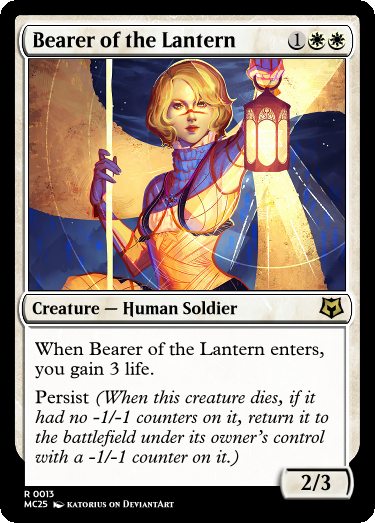 Bearer of the Lantern 1
Creature — Human Soldier
When Bearer of the Lantern enters,
you gain 3 life.
Persist (When this creature dies, if it
had no -1/-1 counters on it, return it to
the battlefield under its owner's control
with a -1/-1 counter on it.)
2/3
R 0013
MC25 KATORIUS ON DEVIANTART